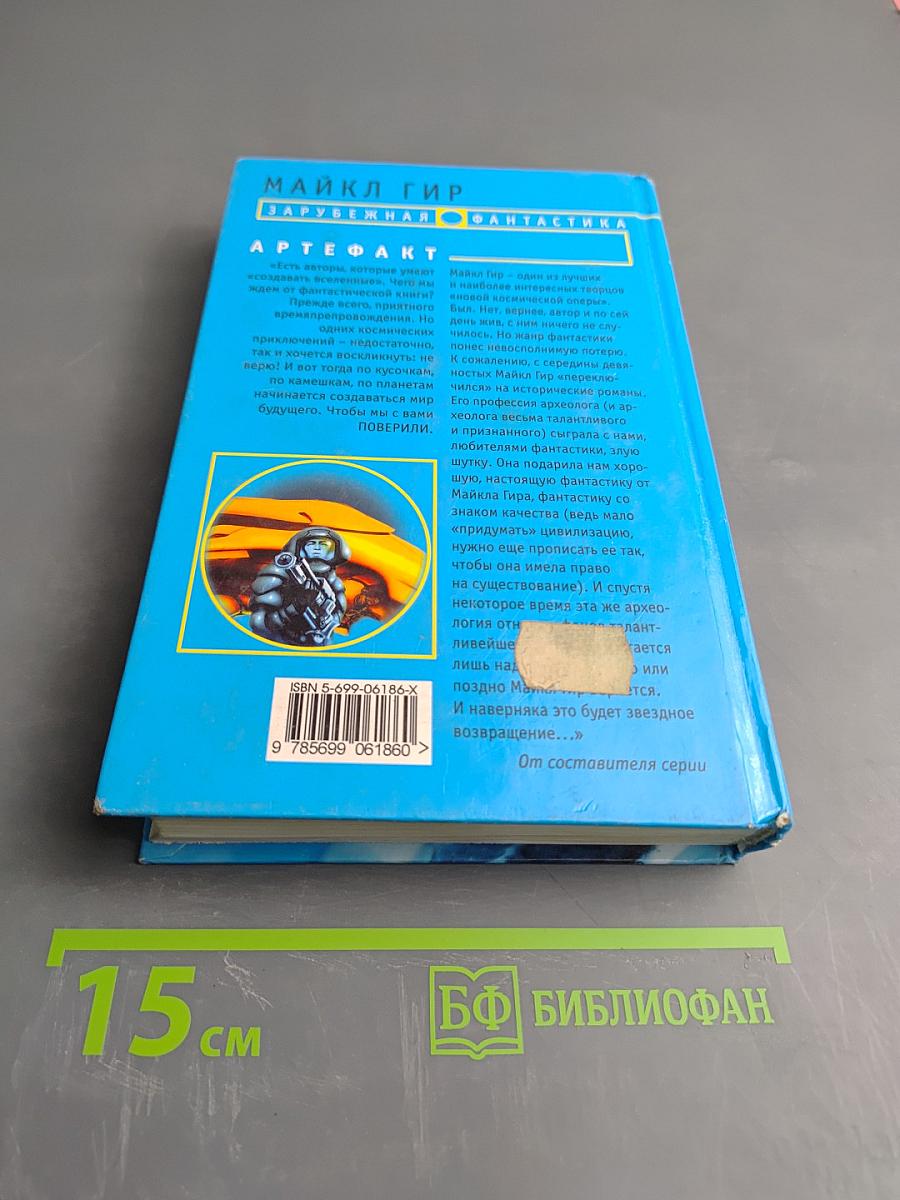 МАЙКЛ ГИР
ЗАРУБЕЖНАЯ ФАНТАСТИКА
АРТЕФАКТ
«Есть авторы, которые умеют
«создавать вселенные». Чего мы
ждем от фантастической книги?
Прежде всего, приятного
времяпрепровождения. Но
одних космических
приключений – недостаточно,
так и хочется воскликнуть: не
верю! И вот тогда по кусочкам,
по камешкам, по планетам
начинается создаваться мир
будущего. Чтобы мы с вами
ПОВЕРИЛИ.
Майкл Гир – один из лучших
и наиболее интересных творцов
«новой космической оперы».
Был. Нет, вернее, автор и по сей
день жив, с ним ничего не слу-
чилось. Но жанр фантастики
понес невосполнимую потерю.
К сожалению, с середины девя-
ностых Майкл Гир «переклю-
чился» на исторические романы.
Его профессия археолога (и ар-
хеолога весьма талантливого
и признанного) сыграла с нами,
любителями фантастики, злую
шутку. Она подарила нам хоро-
шую, настоящую фантастику от
Майкла Гира, фантастику со
знаком качества (ведь мало
«придумать» цивилизацию,
нужно еще прописать ее так,
чтобы она имела право
на существование). И спустя
некоторое время эта же архео-
логия талант-
лишь или
поздно Майкл Гир
И наверняка это будет звездное
возвращение...»
От составителя серии
ISBN 5-699-06186-X
9 785699 061860 >
15 см
БФ БИБЛИОФАН